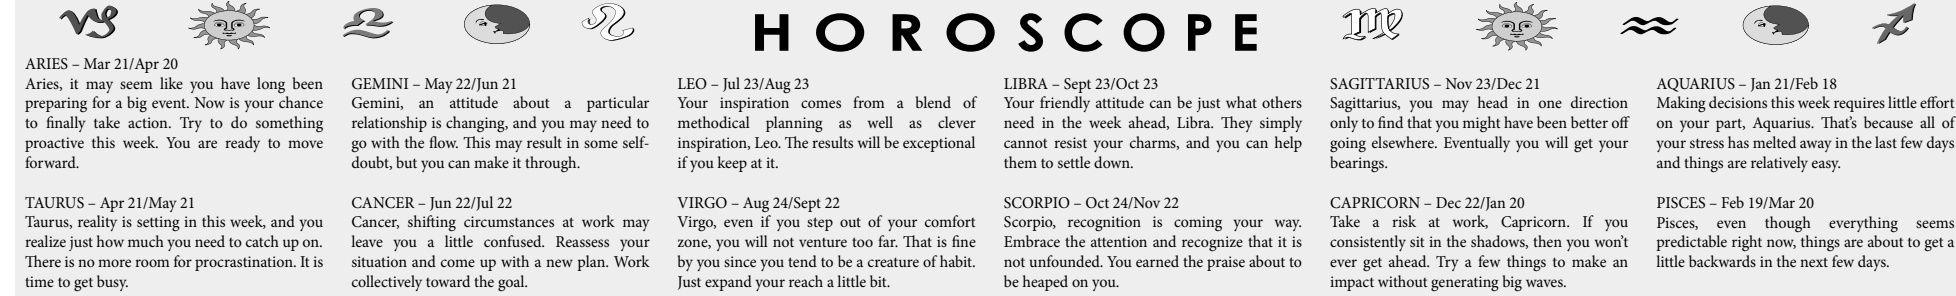 HOROSCOPE
ARIES – Mar 21/Apr 20
Aries, it may seem like you have long been
preparing for a big event. Now is your chance
to finally take action. Try to do something
proactive this week. You are ready to move
forward.
TAURUS – Apr 21/May 21
Taurus, reality is setting in this week, and you
realize just how much you need to catch up on.
There is no more room for procrastination. It is
time to get busy.
GEMINI – May 22/Jun 21
Gemini, an attitude about a particular
relationship is changing, and you may need to
go with the flow. This may result in some self-
doubt, but you can make it through.
CANCER – Jun 22/Jul 22
Cancer, shifting circumstances at work may
leave you a little confused. Reassess your
situation and come up with a new plan. Work
collectively toward the goal.
LEO – Jul 23/Aug 23
Your inspiration comes from a blend of
methodical planning as well as clever
inspiration, Leo. The results will be exceptional
if you keep at it.
VIRGO – Aug 24/Sept 22
Virgo, even if you step out of your comfort
zone, you will not venture too far. That is fine
by you since you tend to be a creature of habit.
Just expand your reach a little bit.
LIBRA – Sept 23/Oct 23
Your friendly attitude can be just what others
need in the week ahead, Libra. They simply
cannot resist your charms, and you can help
them to settle down.
SCORPIO – Oct 24/Nov 22
Scorpio, recognition is coming your way.
Embrace the attention and recognize that it is
not unfounded. You earned the praise about to
be heaped on you.
SAGITTARIUS – Nov 23/Dec 21
Sagittarius, you may head in one direction
only to find that you might have been better off
going elsewhere. Eventually you will get your
bearings.
CAPRICORN – Dec 22/Jan 20
Take a risk at work, Capricorn. If you
consistently sit in the shadows, then you won't
ever get ahead. Try a few things to make an
impact without generating big waves.
AQUARIUS – Jan 21/Feb 18
Making decisions this week requires little effort
on your part, Aquarius. That's because all of
your stress has melted away in the last few days
and things are relatively easy.
PISCES – Feb 19/Mar 20
Pisces, even though everything seems
predictable right now, things are about to get a
little backwards in the next few days.